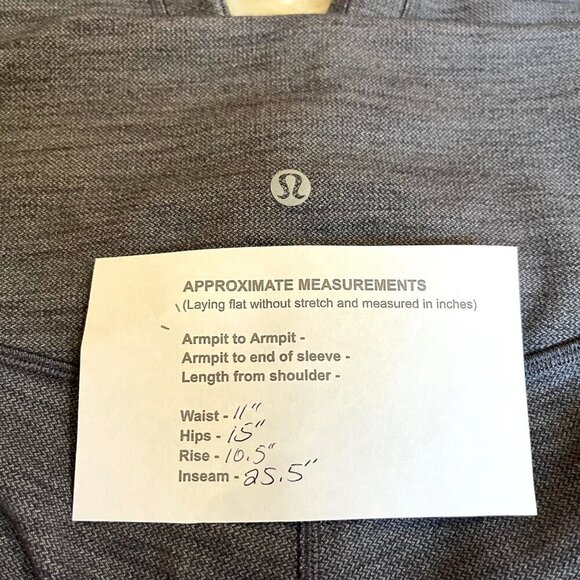 APPROXIMATE MEASUREMENTS
(Laying flat without stretch and measured in inches)
Armpit to Armpit -
Armpit to end of sleeve -
Length from shoulder -
Waist - 11"
Hips - 15"
Rise - 10.5"
Inseam - 25.5"